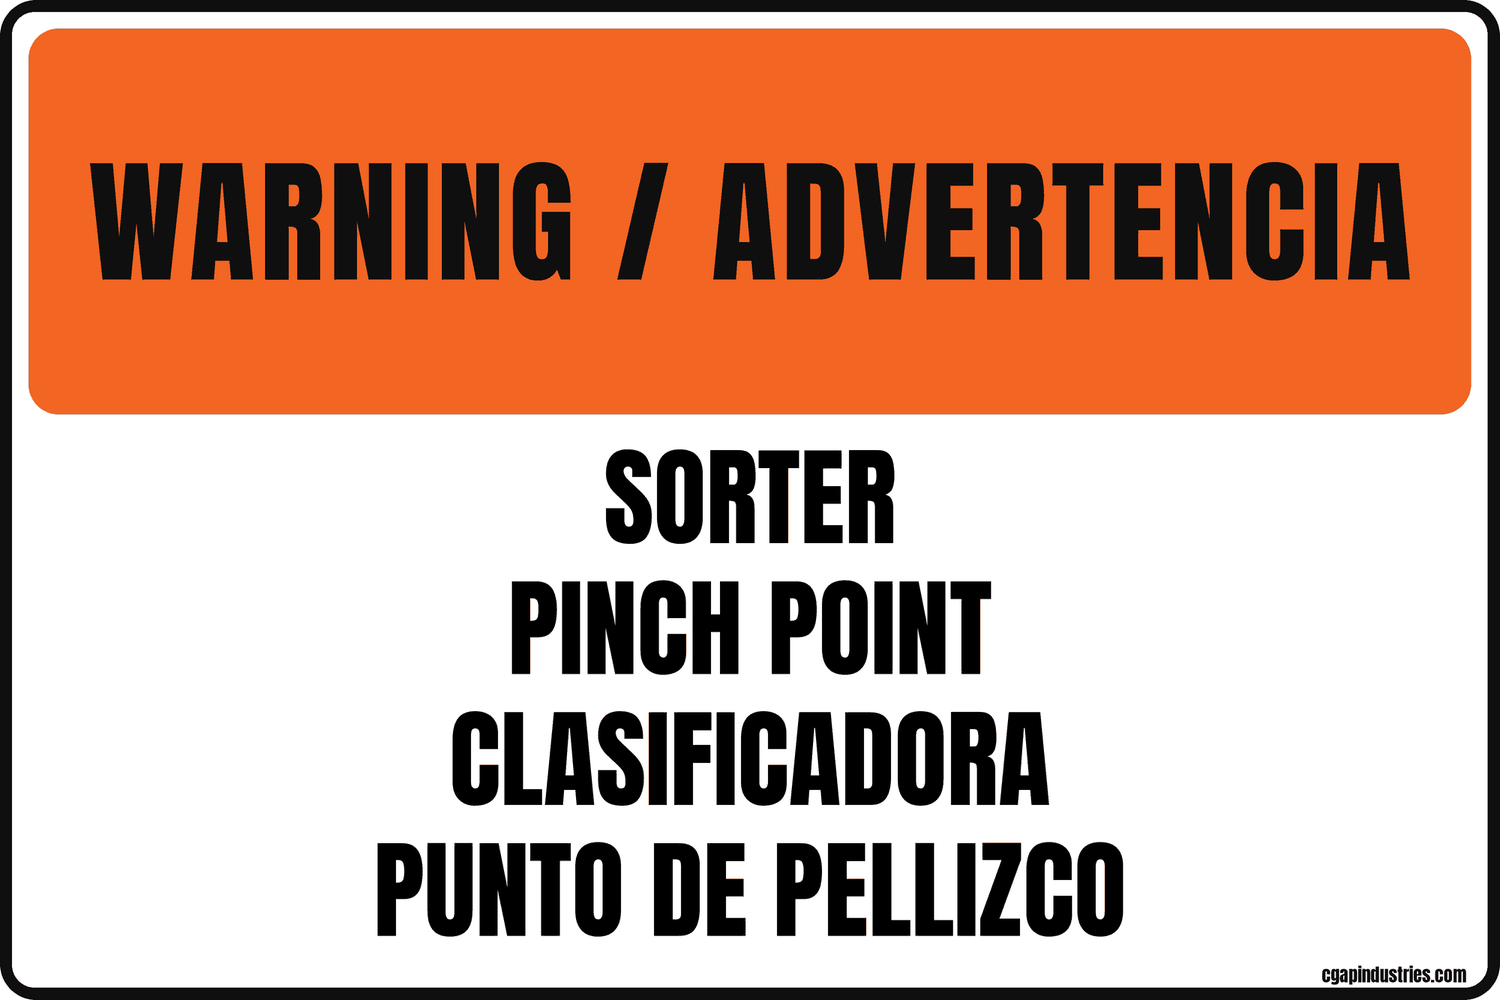 WARNING / ADVERTENCIA
SORTER
PINCH POINT
CLASIFICADORA
PUNTO DE PELLIZCO
cgapindustries.com